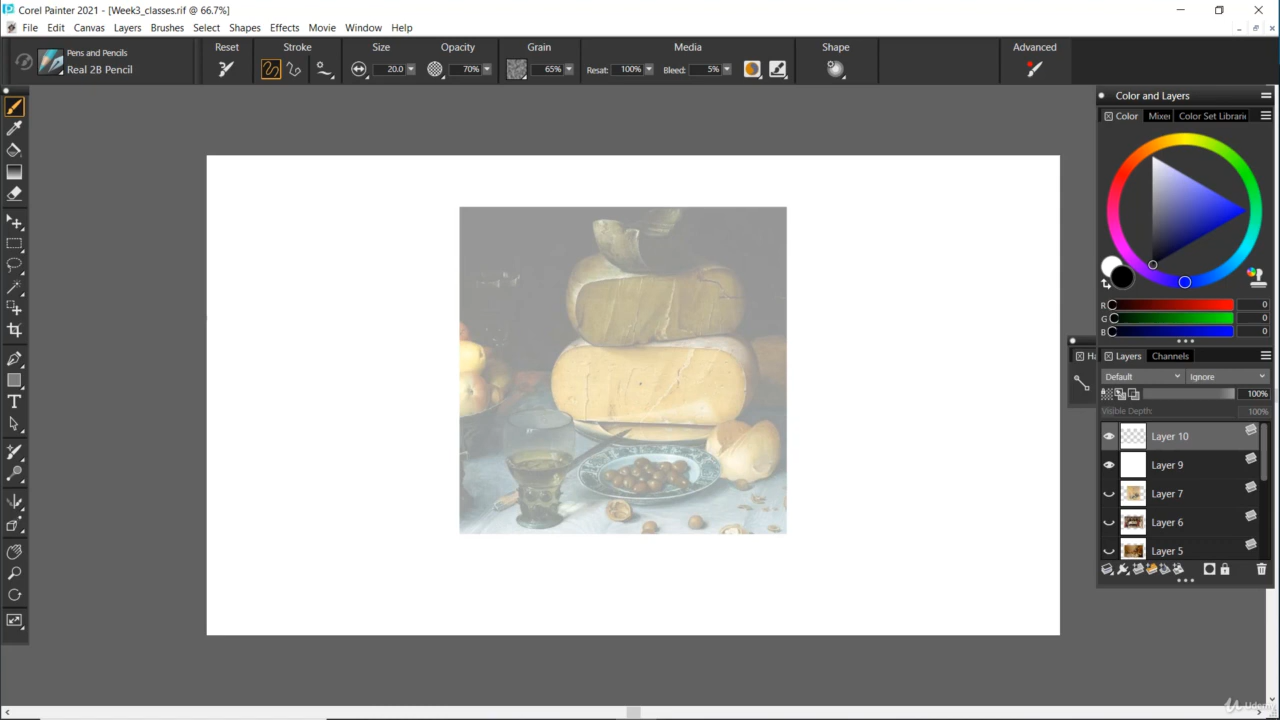 Corel Painter 2021 - [Week3_classes.rif @ 66.7%]
File Edit Canvas Layers Brushes Select Shapes Effects Movie Window Help
Pens and Pencils
Real 2B Pencil
Reset
Stroke
Size
20.0
Opacity
70%
Grain
65%
Media
Resat: 100% Bleed: 5%
Shape
Advanced
Color and Layers
Color Mixer Color Set Librari
R 0
G 0
B 0
Ha
Layers Channels
Default Ignore
100%
Visible Depth: 100%
Layer 10
Layer 9
Layer 7
Layer 6
Layer 5
T